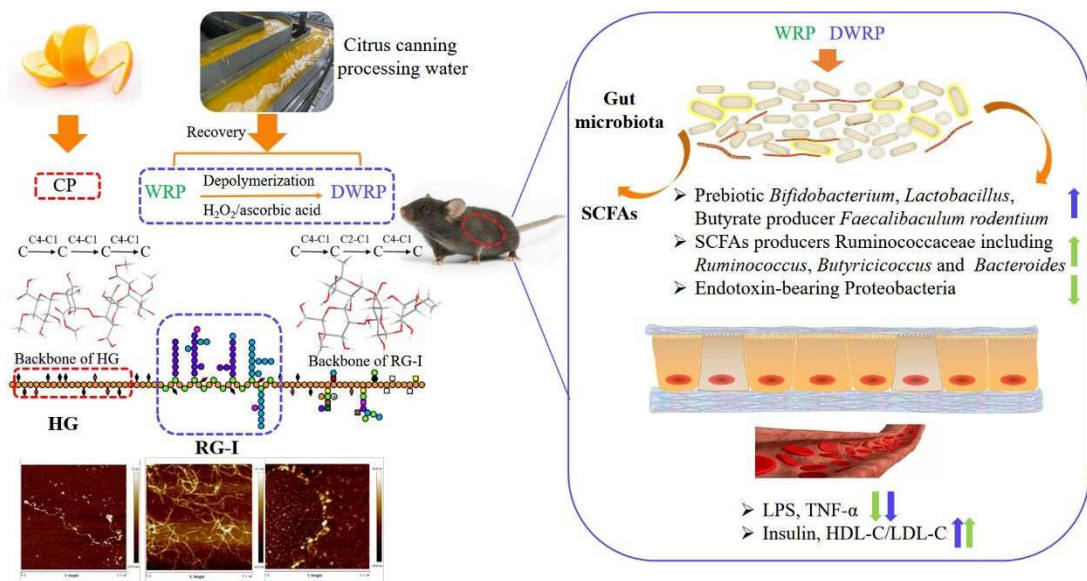 Citrus canning
processing water
Recovery
CP
WRP
Depolymerization
H₂O₂/ascorbic acid
DWRP
C4-C1 C4-C1 C4-C1
C → C → C → C
C4-C1 C2-C1 C4-C1
C → C → C → C
Backbone of HG
Backbone of RG-I
HG
RG-I
WRP DWRP
Gut
microbiota
SCFAs
➢ Prebiotic Bifidobacterium, Lactobacillus,
Butyrate producer Faecalibaculum rodentium
➢ SCFAs producers Ruminococcaceae including
Ruminococcus, Butyricicoccus and Bacteroides
➢ Endotoxin-bearing Proteobacteria
➢ LPS, TNF-α
➢ Insulin, HDL-C/LDL-C